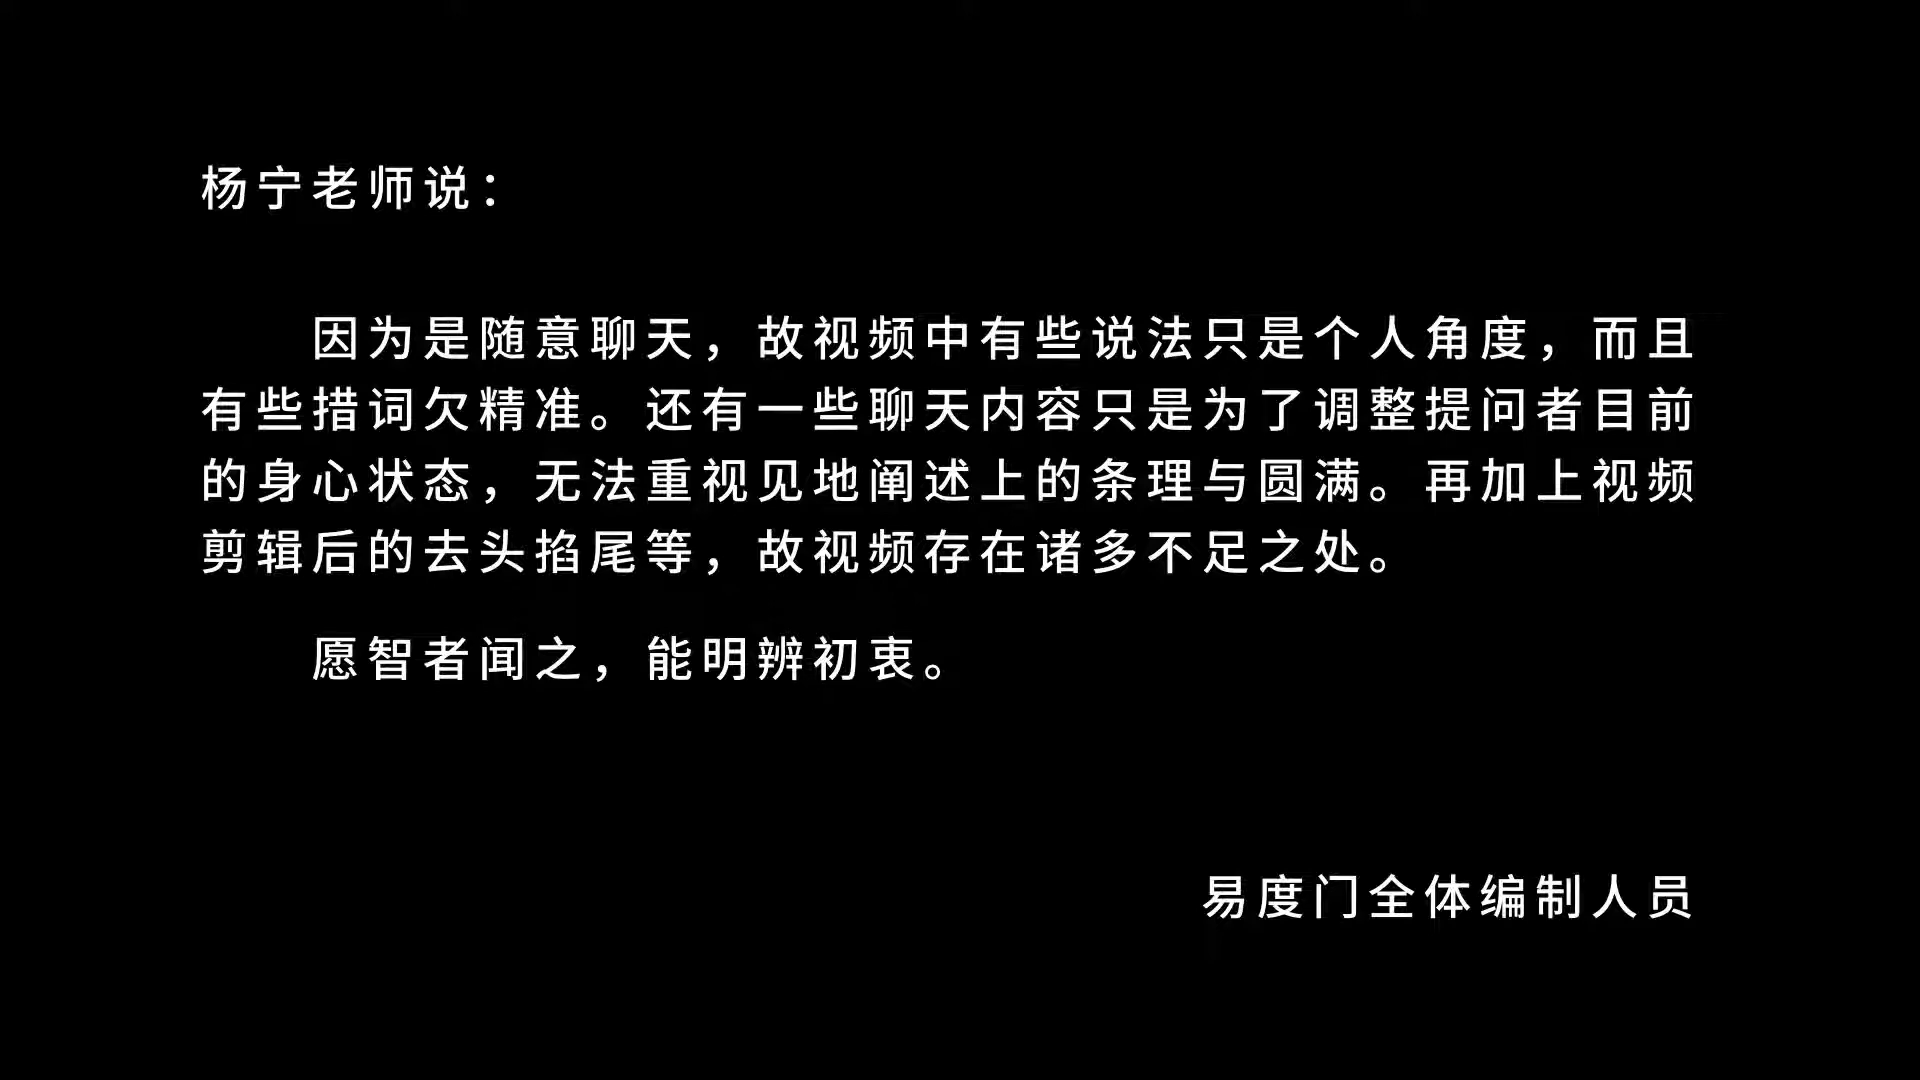 杨宁老师说：
因为是随意聊天，故视频中有些说法只是个人角度，而且
有些措词欠精准。还有一些聊天内容只是为了调整提问者目前
的身心状态，无法重视见地阐述上的条理与圆满。再加上视频
剪辑后的去头掐尾等，故视频存在诸多不足之处。
愿智者闻之，能明辨初衷。
易度门全体编制人员